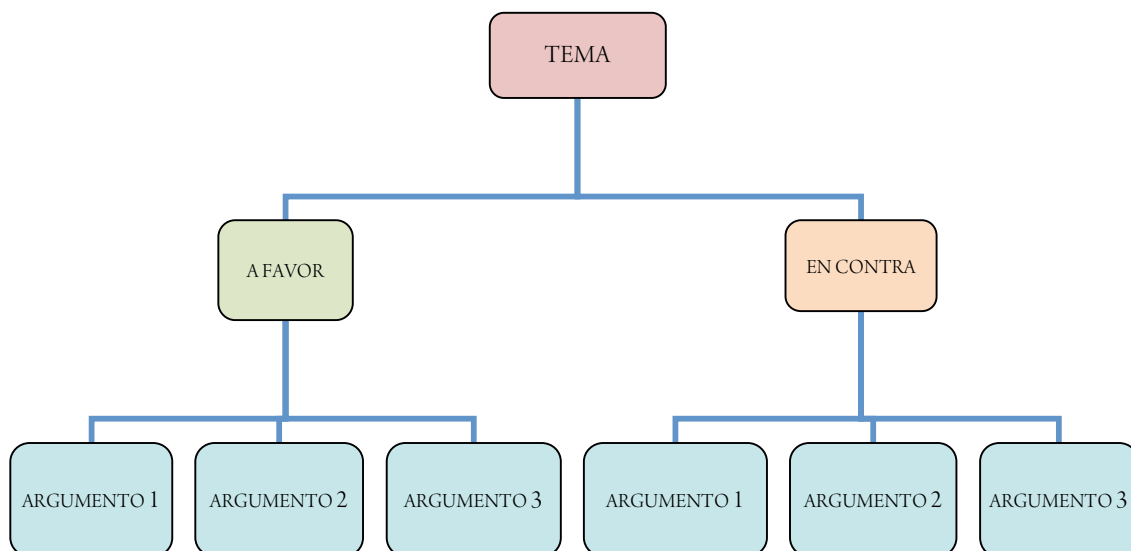 TEMA
A FAVOR
EN CONTRA
ARGUMENTO 1
ARGUMENTO 2
ARGUMENTO 3
ARGUMENTO 1
ARGUMENTO 2
ARGUMENTO 3